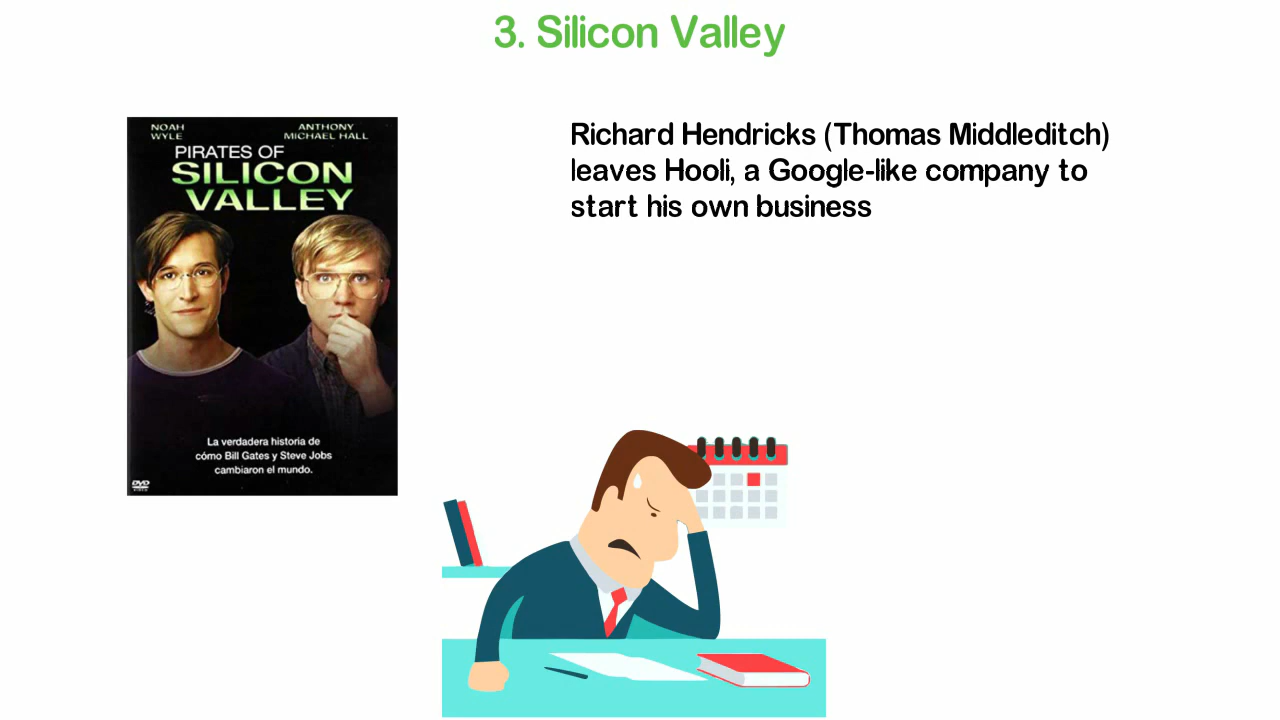 3. Silicon Valley
NOAH
WYLE
ANTHONY
MICHAEL HALL
PIRATES OF
SILICON
VALLEY
La verdadera historia de
cómo Bill Gates y Steve Jobs
cambiaron el mundo.
DVD
VIDEO
Richard Hendricks (Thomas Middleditch)
leaves Hooli, a Google-like company to
start his own business